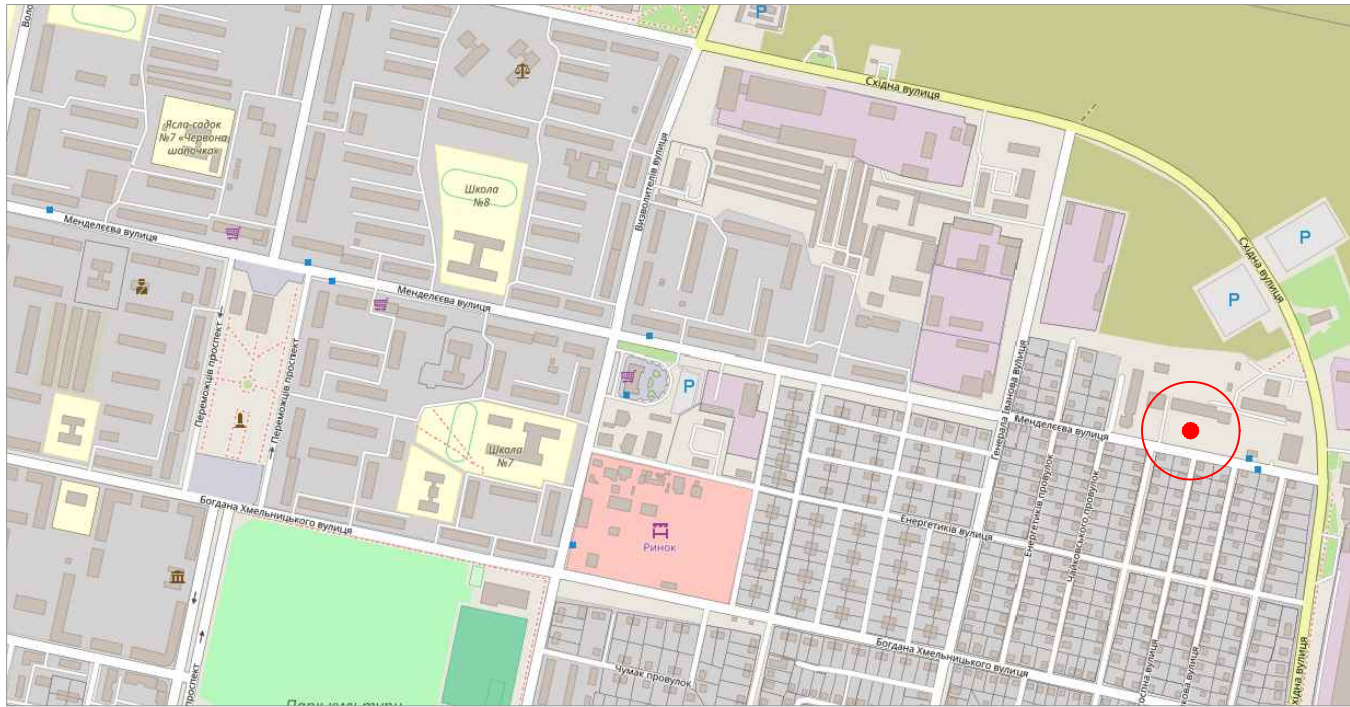 P
Східна вулиця
Ясла-садок
№7 «Червона
шапочка»
Визволителів вулиця
Школа
№8
Менделєєва вулиця
Східна вулиця
P
Менделєєва вулиця
P
Переможців проспект
Переможців проспект
P
Генерала Іванова вулиця
Менделєєва вулиця
Школа
№7
Богдана Хмельницького вулиця
Енергетиків вулиця
Енергетиків провулок
Чайковського провулок
Ринок
Богдана Хмельницького вулиця
Чумак провулок
проспект